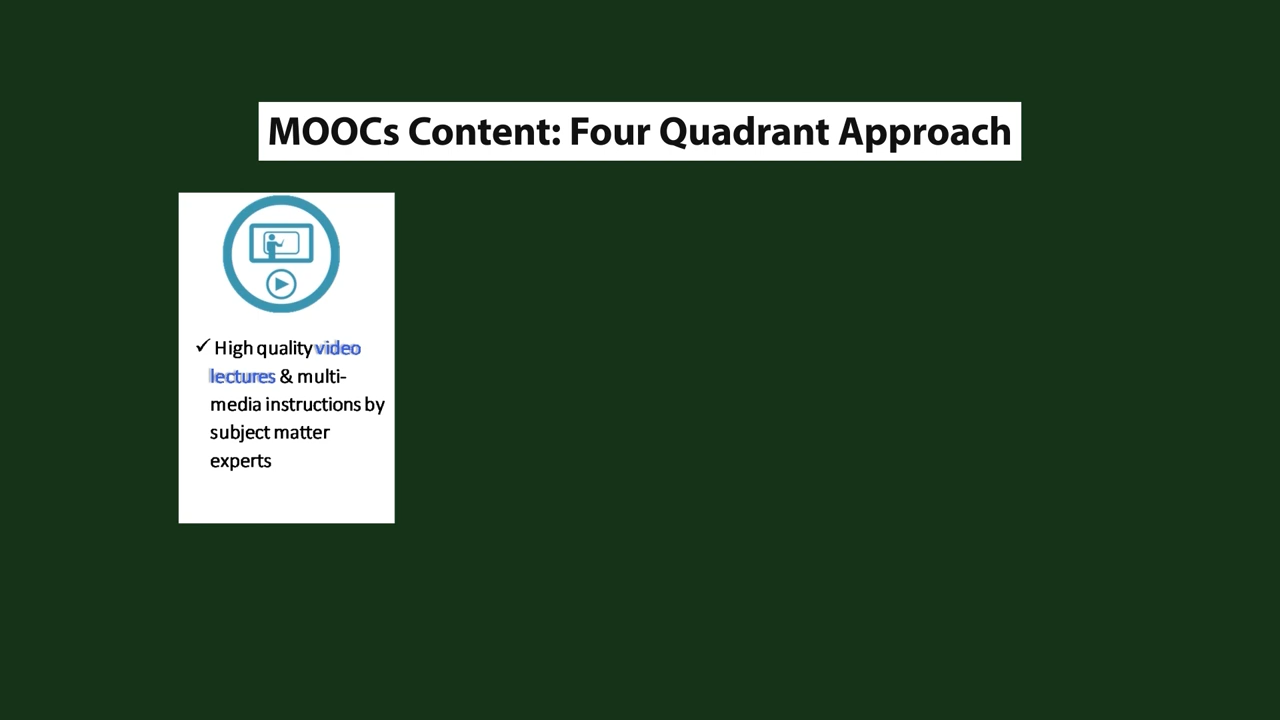 MOOCs Content: Four Quadrant Approach
✓ High quality video
lectures & multi-
media instructions by
subject matter
experts